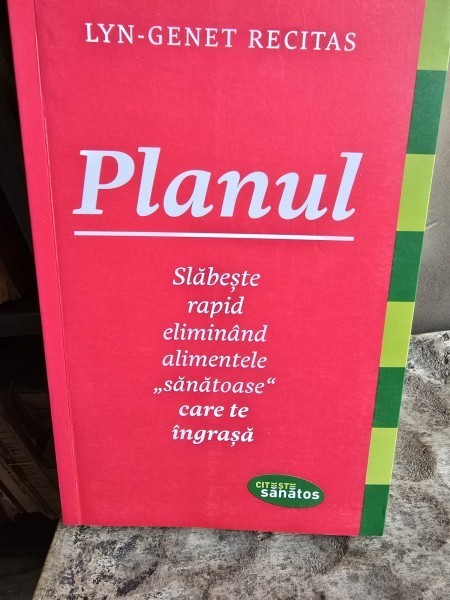 LYN-GENET RECITAS
Planul
Slăbește
rapid
eliminând
alimentele
„sănătoase“
care te
îngrașă
CITEȘTE
sănătos